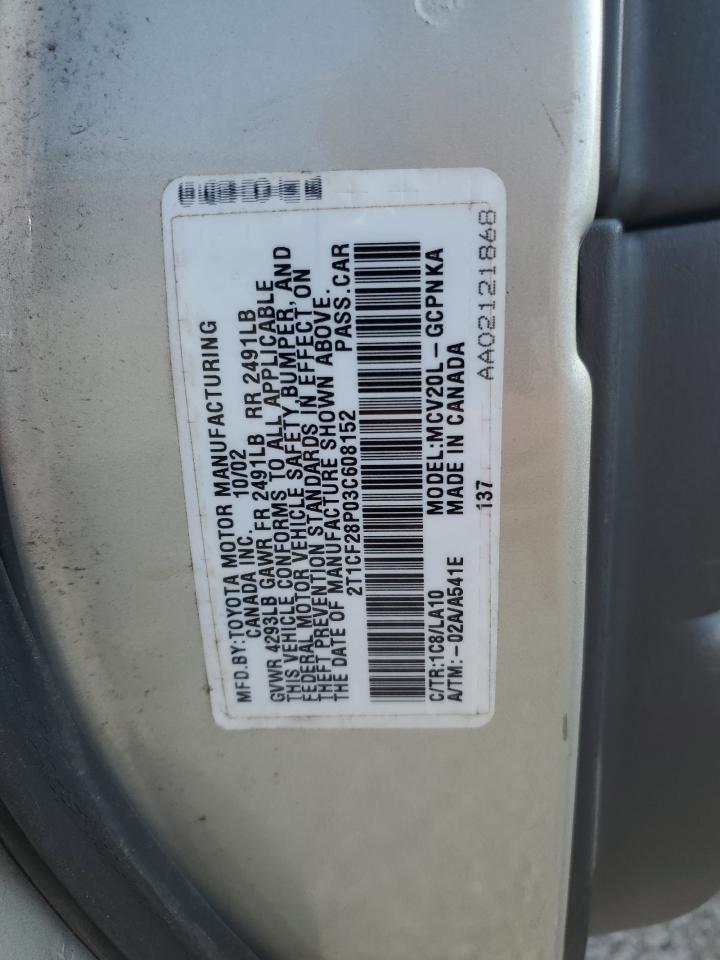 MFD.BY:TOYOTA MOTOR MANUFACTURING
CANADA INC. 10/02
GVWR 4293LB GAWR FR 2491LB RR 2491LB
THIS VEHICLE CONFORMS TO ALL APPLICABLE
FEDERAL MOTOR VEHICLE SAFETY, BUMPER, AND
THEFT PREVENTION STANDARDS IN EFFECT ON
THE DATE OF MANUFACTURE SHOWN ABOVE.
2T1CF28P03C608152 PASS.CAR
C/TR:1C8/LA10 MODEL:MCV20L-GCPNKA
A/TM:-02A/A541E MADE IN CANADA
137
AA02121868